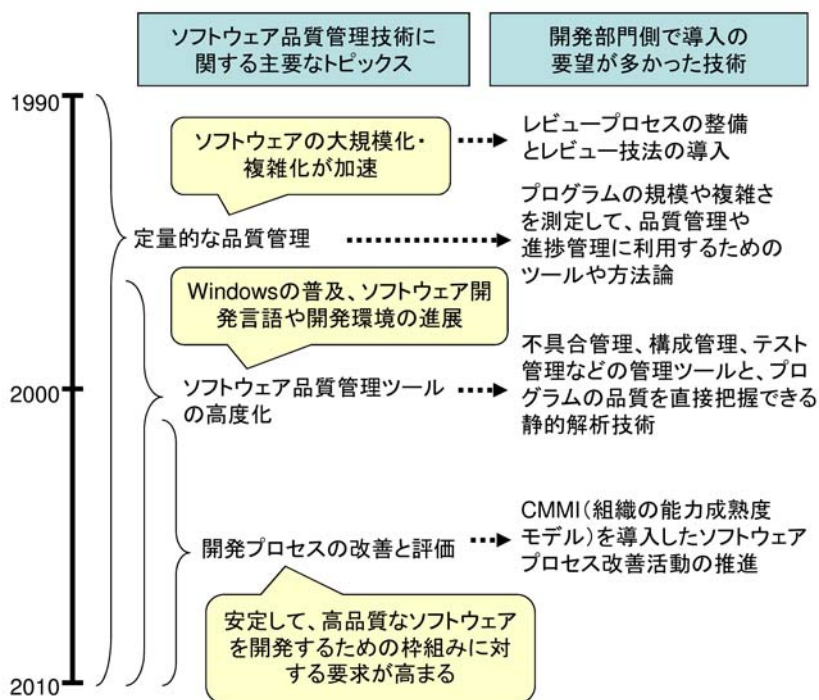 ソフトウェア品質管理技術に
関する主要なトピックス
開発部門側で導入の
要望が多かった技術
1990
ソフトウェアの大規模化・
複雑化が加速
レビュープロセスの整備
とレビュー技法の導入
定量的な品質管理
プログラムの規模や複雑さ
を測定して、品質管理や
進捗管理に利用するための
ツールや方法論
Windowsの普及、ソフトウェア開
発言語や開発環境の進展
2000
ソフトウェア品質管理ツール
の高度化
不具合管理、構成管理、テスト
管理などの管理ツールと、プロ
グラムの品質を直接把握できる
静的解析技術
開発プロセスの改善と評価
CMMI(組織の能力成熟度
モデル)を導入したソフトウェア
プロセス改善活動の推進
安定して、高品質なソフトウェア
を開発するための枠組みに対
する要求が高まる
2010